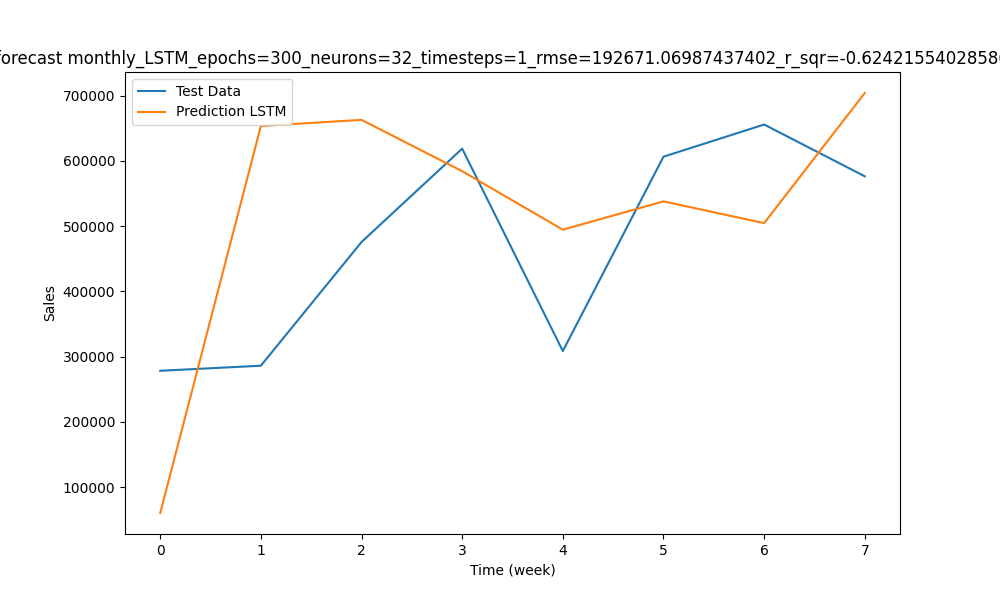 forecast monthly_LSTM_epochs=300_neurons=32_timesteps=1_rmse=192671.06987437402_r_sqr=-0.6242155402858
Test Data
Prediction LSTM
700000
600000
500000
400000
300000
200000
100000
Sales
0 1 2 3 4 5 6 7
Time (week)